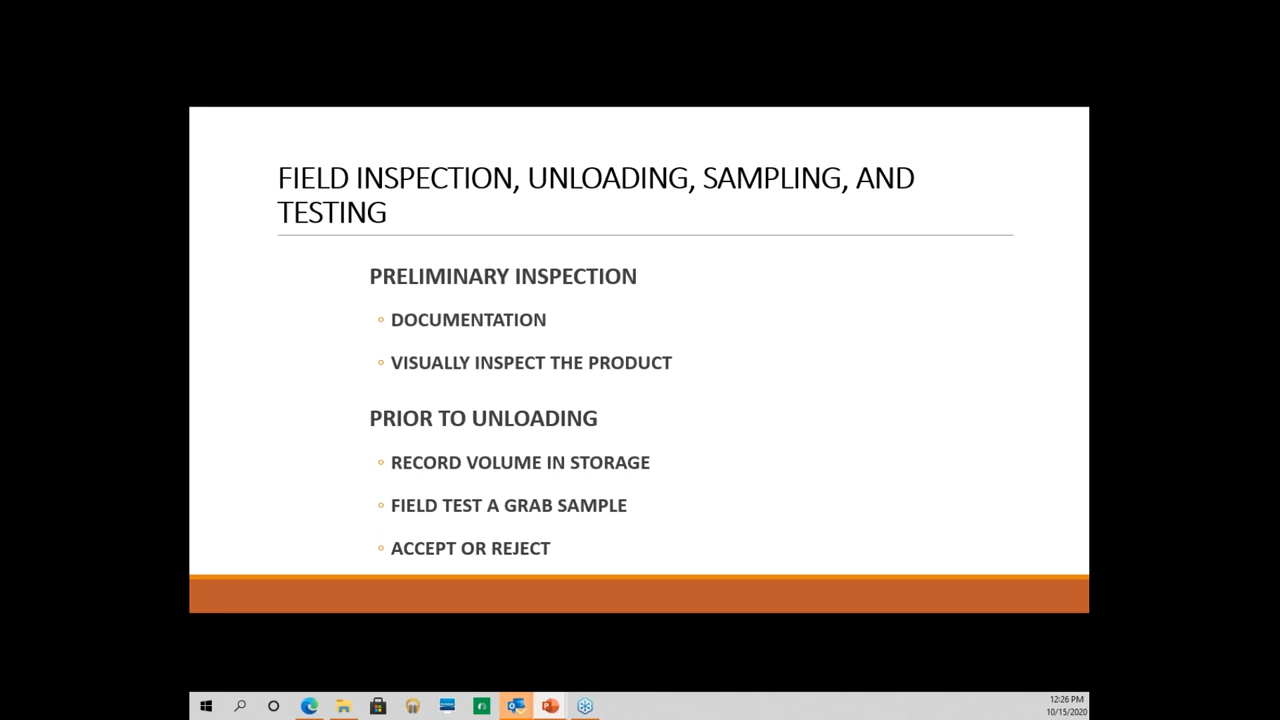 FIELD INSPECTION, UNLOADING, SAMPLING, AND
TESTING
PRELIMINARY INSPECTION
DOCUMENTATION
VISUALLY INSPECT THE PRODUCT
PRIOR TO UNLOADING
RECORD VOLUME IN STORAGE
FIELD TEST A GRAB SAMPLE
ACCEPT OR REJECT
12:26 PM
10/15/2020